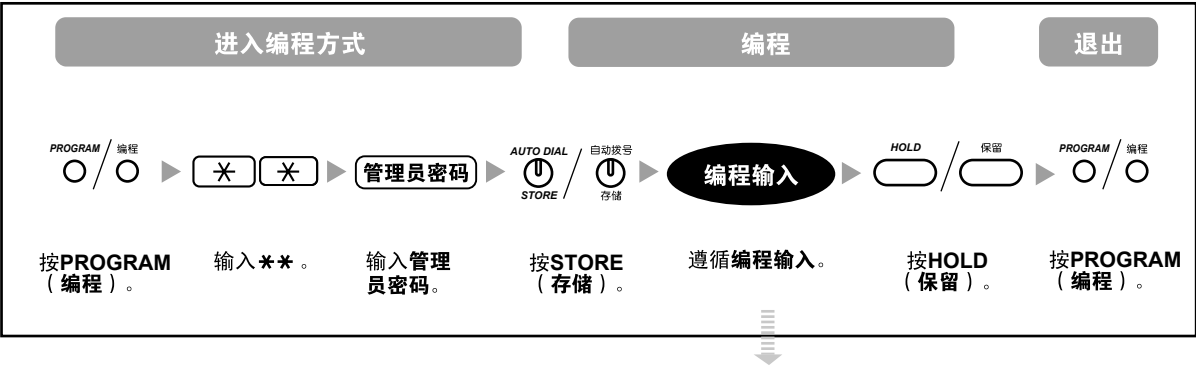 进入编程方式
编程
退出
PROGRAM / 编程
✳ ✳
管理员密码
AUTO DIAL
STORE
/ 自动拨号
存储
编程输入
HOLD / 保留
PROGRAM / 编程
按PROGRAM
（编程）。
输入✳✳。
输入管理
员密码。
按STORE
（存储）。
遵循编程输入。
按HOLD
（保留）。
按PROGRAM
（编程）。